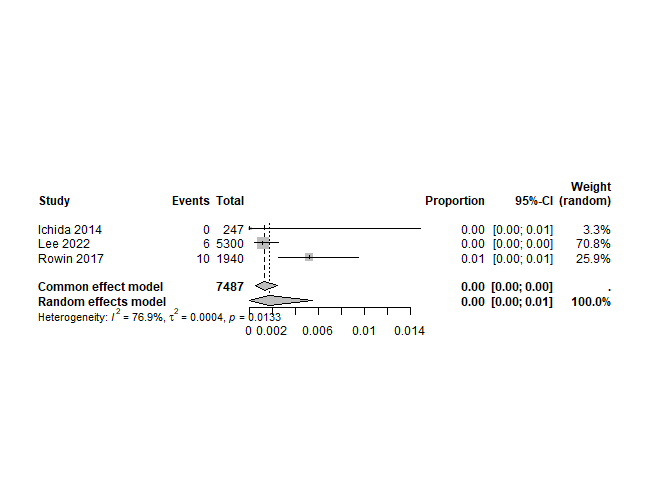 Weight
Study Events Total Proportion 95%-CI (random)
Ichida 2014 0 247 0.00 [0.00; 0.01] 3.3%
Lee 2022 6 5300 0.00 [0.00; 0.00] 70.8%
Rowin 2017 10 1940 0.01 [0.00; 0.01] 25.9%
Common effect model 7487 0.00 [0.00; 0.00] .
Random effects model 0.00 [0.00; 0.01] 100.0%
Heterogeneity: I² = 76.9%, τ² = 0.0004, p = 0.0133
0 0.002 0.006 0.01 0.014